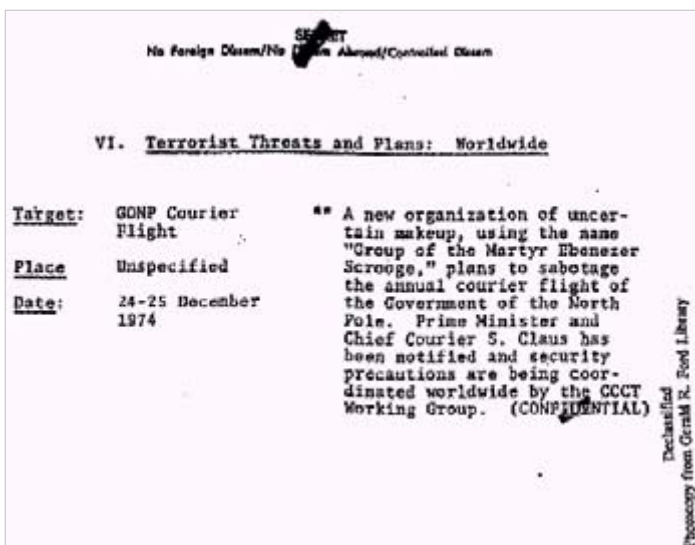 SECRET
No Foreign Dissem/No Dissem Abroad/Controlled Dissem
VI. Terrorist Threats and Plans: Worldwide
Target: GONP Courier
Flight
Place Unspecified
Date: 24-25 December
1974
** A new organization of uncer-
tain makeup, using the name
"Group of the Martyr Ebenezer
Scrooge," plans to sabotage
the annual courier flight of
the Government of the North
Pole. Prime Minister and
Chief Courier S. Claus has
been notified and security
precautions are being coor-
dinated worldwide by the CCCT
Working Group. (CONFIDENTIAL)
Declassified
Photocopy from Gerald R. Ford Library